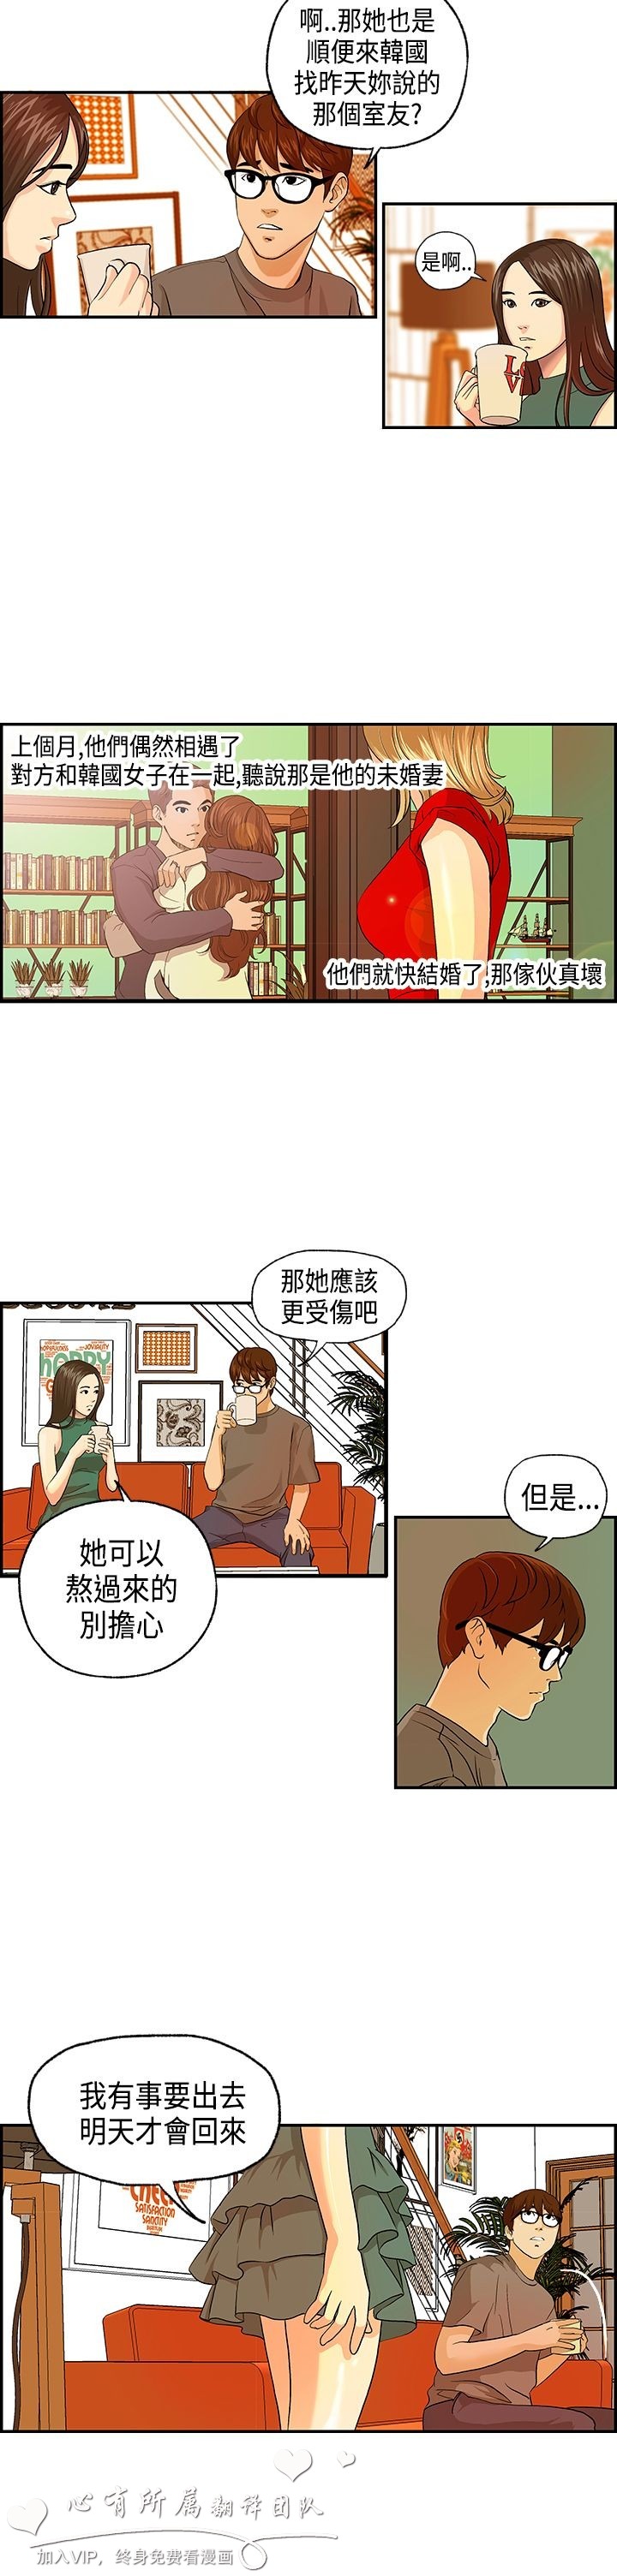 啊..那她也是
順便來韓國
找昨天妳說的
那個室友?
是啊..
上個月,他們偶然相遇了
對方和韓國女子在一起,聽說那是他的未婚妻
他們就快結婚了,那傢伙真壞
那她應該
更受傷吧
JOVIALITY
HOPPY
她可以
熬過來的
別擔心
但是...
我有事要出去
明天才會回來
SATISFACTION
SANCTITY
心有所属翻译团队
加入VIP，终身免费看漫画